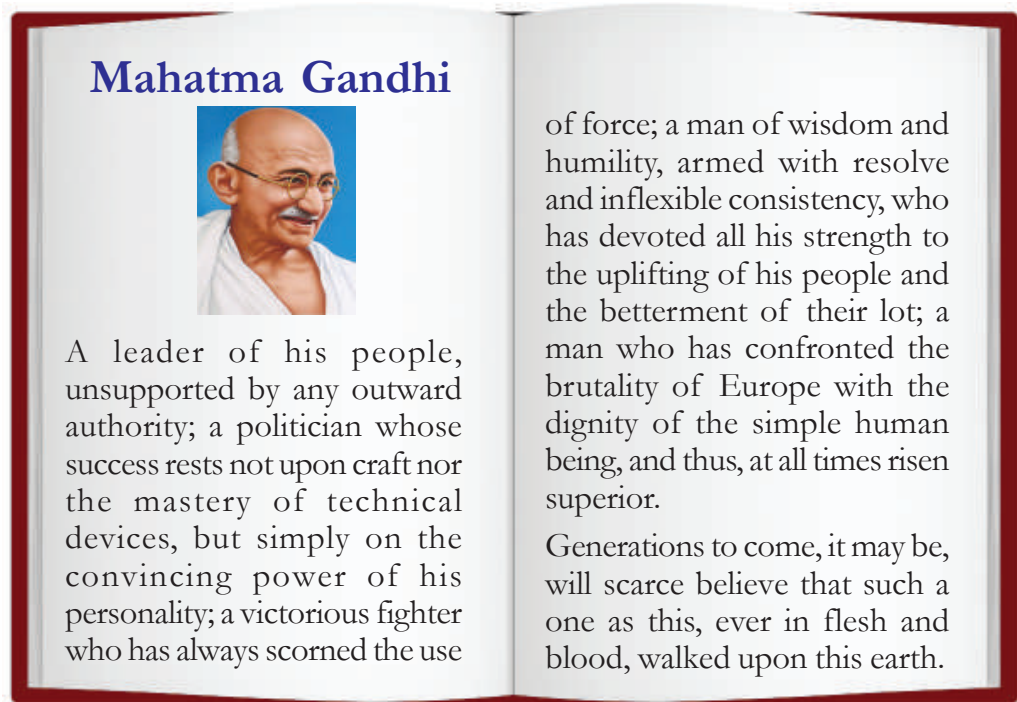 Mahatma Gandhi
A leader of his people,
unsupported by any outward
authority; a politician whose
success rests not upon craft nor
the mastery of technical
devices, but simply on the
convincing power of his
personality; a victorious fighter
who has always scorned the use
of force; a man of wisdom and
humility, armed with resolve
and inflexible consistency, who
has devoted all his strength to
the uplifting of his people and
the betterment of their lot; a
man who has confronted the
brutality of Europe with the
dignity of the simple human
being, and thus, at all times risen
superior.
Generations to come, it may be,
will scarce believe that such a
one as this, ever in flesh and
blood, walked upon this earth.